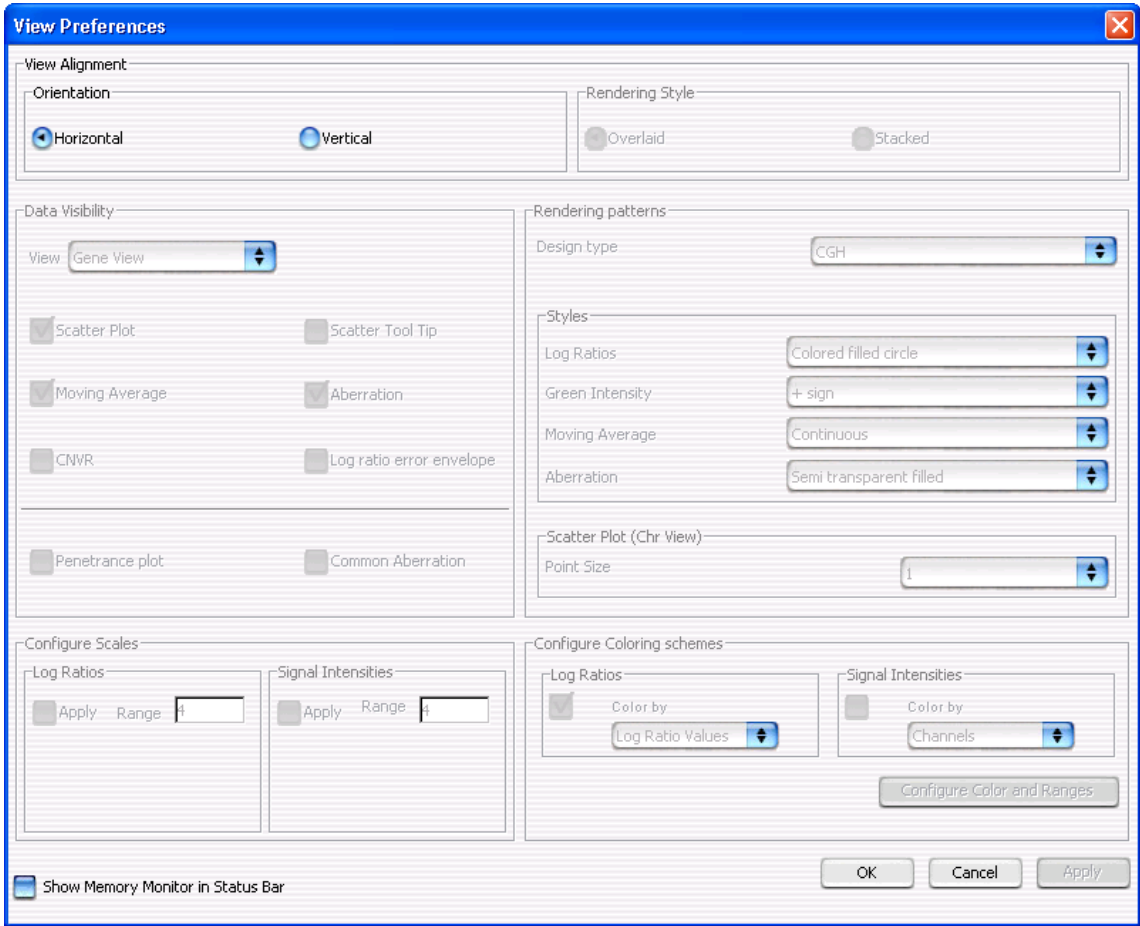 View Preferences
View Alignment
Orientation
Horizontal
Vertical
Rendering Style
Overlaid
Stacked
Data Visibility
View Gene View
Scatter Plot
Scatter Tool Tip
Moving Average
Aberration
CNVR
Log ratio error envelope
Penetrance plot
Common Aberration
Rendering patterns
Design type CGH
Styles
Log Ratios Colored filled circle
Green Intensity + sign
Moving Average Continuous
Aberration Semi transparent filled
Scatter Plot (Chr View)
Point Size 1
Configure Scales
Log Ratios
Apply Range 4
Signal Intensities
Apply Range 4
Configure Coloring schemes
Log Ratios
Color by
Log Ratio Values
Signal Intensities
Color by
Channels
Configure Color and Ranges
Show Memory Monitor in Status Bar
OK Cancel Apply